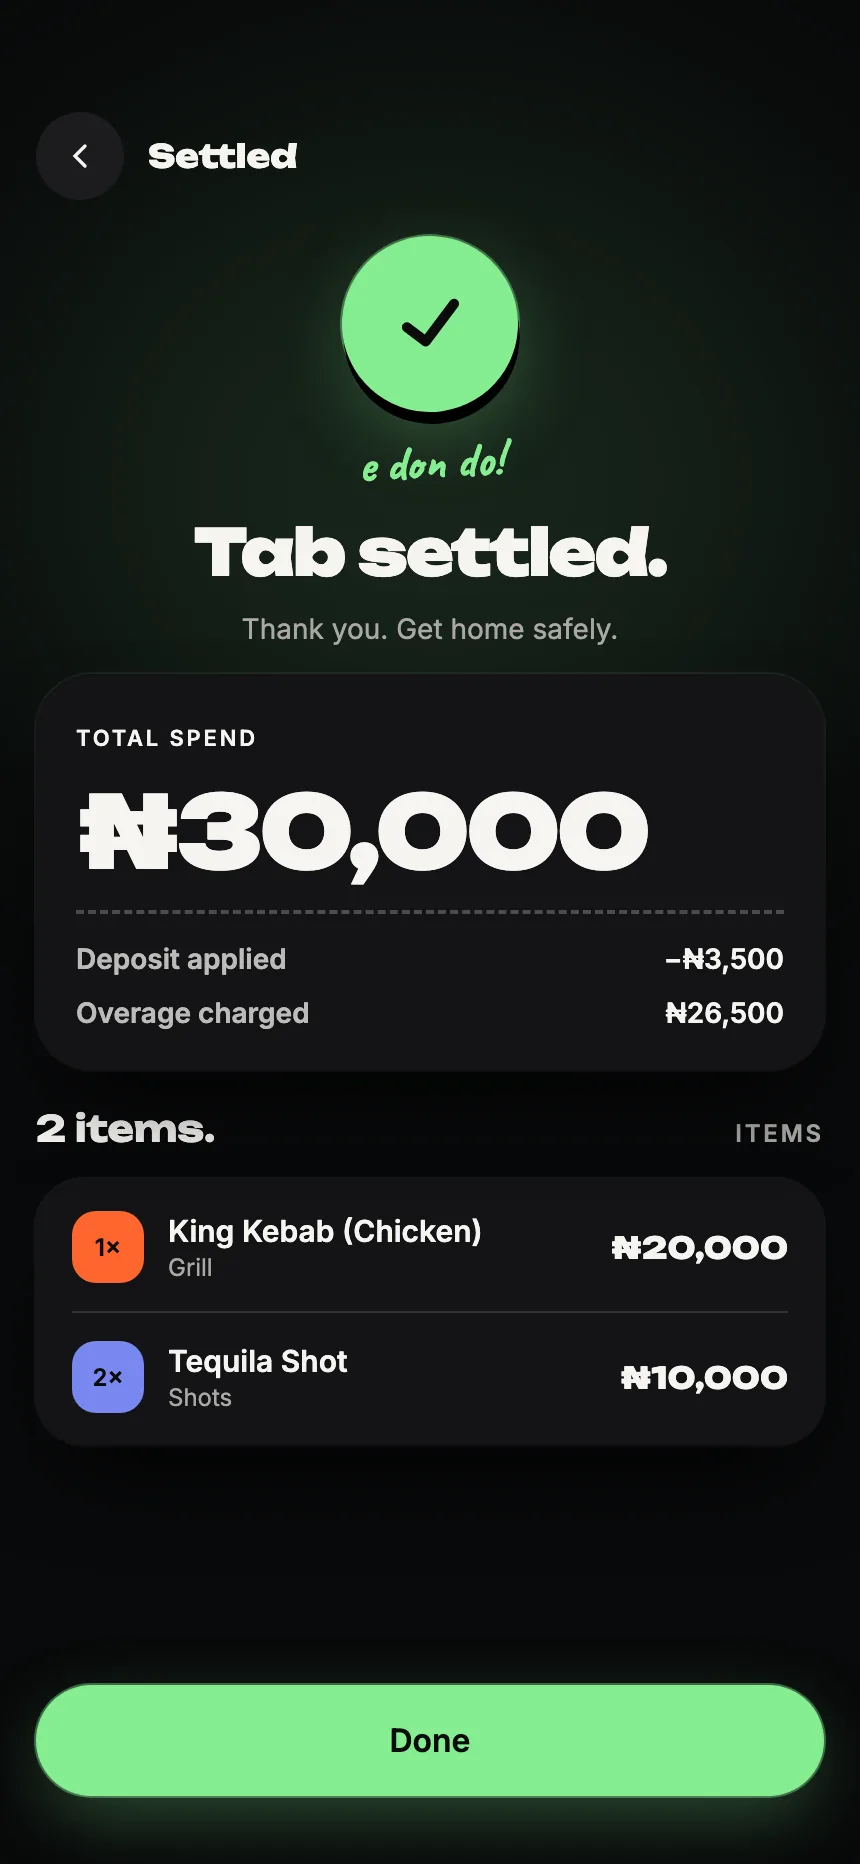 Settled
e don do!
Tab settled.
Thank you. Get home safely.
TOTAL SPEND
₦30,000
Deposit applied −₦3,500
Overage charged ₦26,500
2 items. ITEMS
1× King Kebab (Chicken) ₦20,000
Grill
2× Tequila Shot ₦10,000
Shots
Done